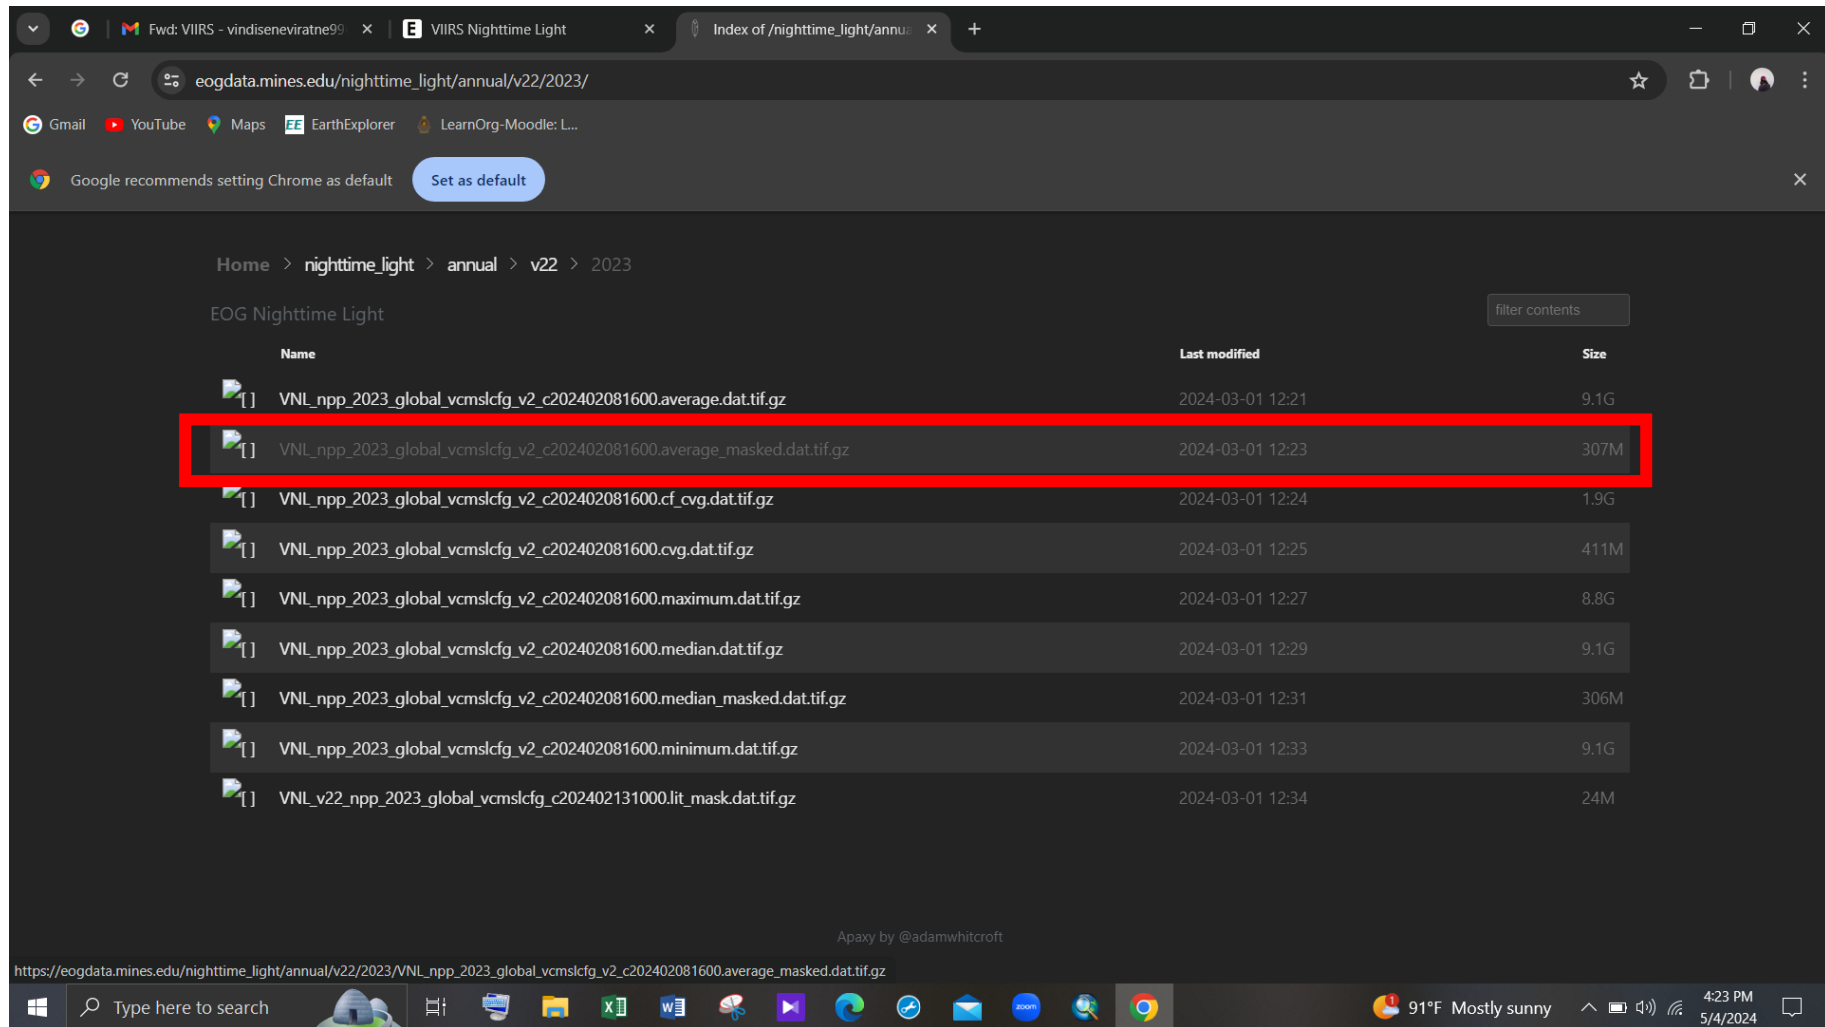 Fwd: VIIRS - vindiseneviratne99
VIIRS Nighttime Light
Index of /nighttime_light/annua
eogdata.mines.edu/nighttime_light/annual/v22/2023/
Gmail YouTube Maps EE EarthExplorer LearnOrg-Moodle: L...
Google recommends setting Chrome as default Set as default
Home > nighttime_light > annual > v22 > 2023
EOG Nighttime Light filter contents
Name Last modified Size
[ ] VNL_npp_2023_global_vcmslcfg_v2_c202402081600.average.dat.tif.gz 2024-03-01 12:21 9.1G
[ ] VNL_npp_2023_global_vcmslcfg_v2_c202402081600.average_masked.dat.tif.gz 2024-03-01 12:23 307M
[ ] VNL_npp_2023_global_vcmslcfg_v2_c202402081600.cf_cvg.dat.tif.gz 2024-03-01 12:24 1.9G
[ ] VNL_npp_2023_global_vcmslcfg_v2_c202402081600.cvg.dat.tif.gz 2024-03-01 12:25 411M
[ ] VNL_npp_2023_global_vcmslcfg_v2_c202402081600.maximum.dat.tif.gz 2024-03-01 12:27 8.8G
[ ] VNL_npp_2023_global_vcmslcfg_v2_c202402081600.median.dat.tif.gz 2024-03-01 12:29 9.1G
[ ] VNL_npp_2023_global_vcmslcfg_v2_c202402081600.median_masked.dat.tif.gz 2024-03-01 12:31 306M
[ ] VNL_npp_2023_global_vcmslcfg_v2_c202402081600.minimum.dat.tif.gz 2024-03-01 12:33 9.1G
[ ] VNL_v22_npp_2023_global_vcmslcfg_c202402131000.lit_mask.dat.tif.gz 2024-03-01 12:34 24M
Apaxy by @adamwhitcroft
https://eogdata.mines.edu/nighttime_light/annual/v22/2023/VNL_npp_2023_global_vcmslcfg_v2_c202402081600.average_masked.dat.tif.gz
Type here to search zoom 1 91°F Mostly sunny 4:23 PM
5/4/2024